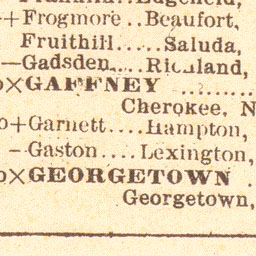 ++Frogmore..Beaufort,
Fruithill.....Saluda,
—Gadsden....Richland,
o×GAFFNEY ........
Cherokee, N
o+Garnett....Hampton,
—Gaston....Lexington,
o×GEORGETOWN .
Georgetown,